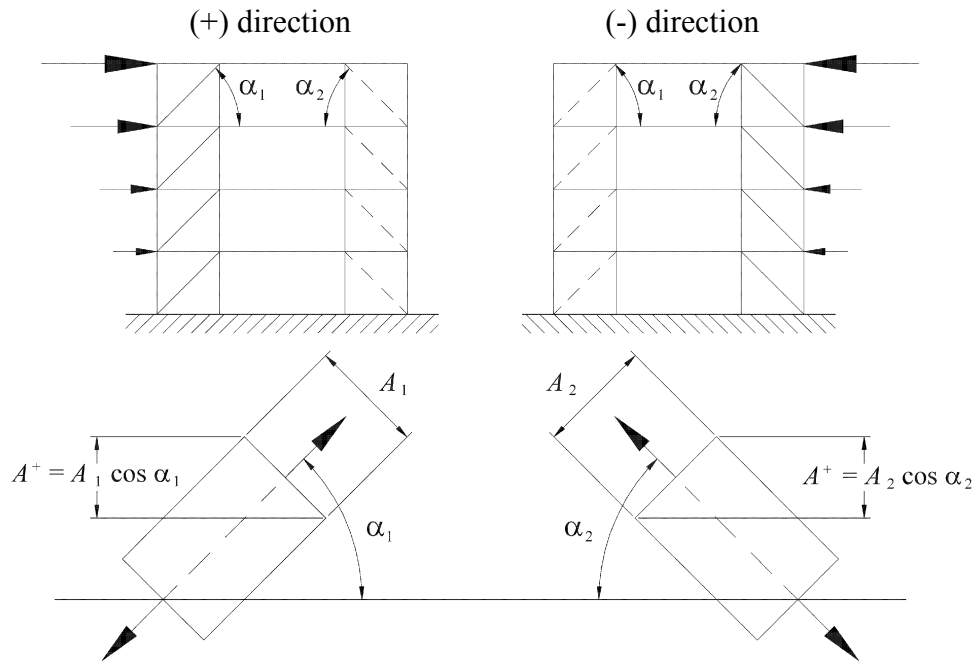 (+) direction
(-) direction
α₁
α₂
α₁
α₂
A₁
A₂
A⁺ = A₁ cos α₁
A⁺ = A₂ cos α₂
α₁
α₂